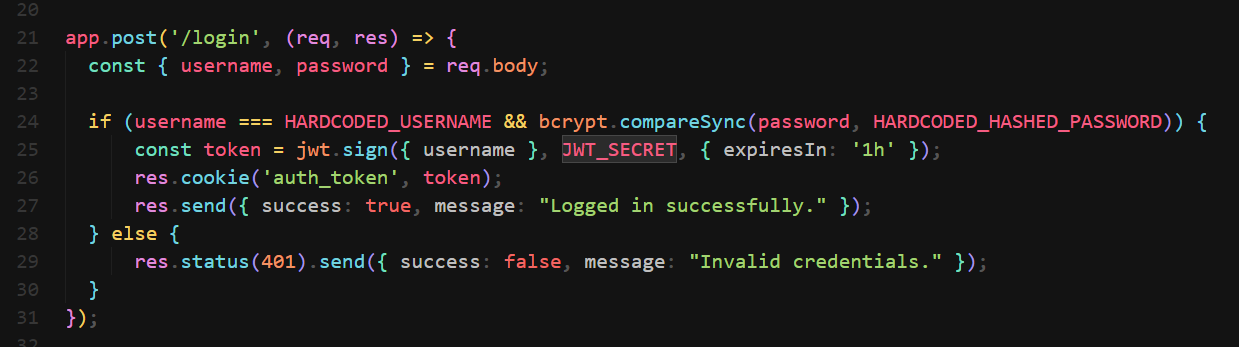 20
21 app.post('/login', (req, res) => {
22   const { username, password } = req.body;
23
24   if (username === HARDCODED_USERNAME && bcrypt.compareSync(password, HARDCODED_HASHED_PASSWORD)) {
25       const token = jwt.sign({ username }, JWT_SECRET, { expiresIn: '1h' });
26       res.cookie('auth_token', token);
27       res.send({ success: true, message: "Logged in successfully." });
28   } else {
29       res.status(401).send({ success: false, message: "Invalid credentials." });
30   }
31 });
32